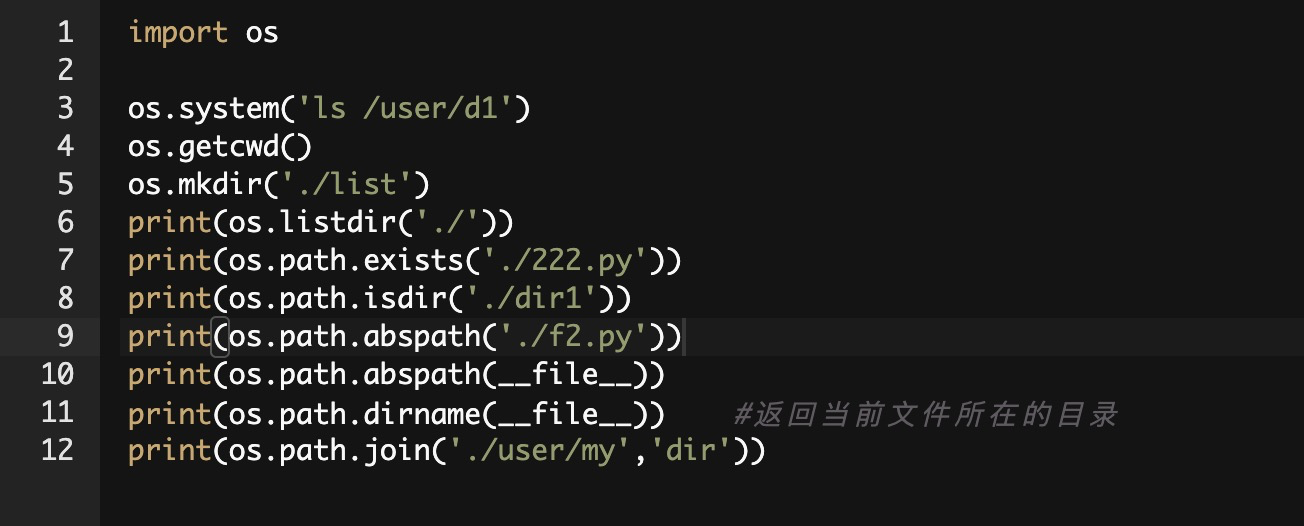 1 import os
2
3 os.system('ls /user/d1')
4 os.getcwd()
5 os.mkdir('./list')
6 print(os.listdir('./'))
7 print(os.path.exists('./222.py'))
8 print(os.path.isdir('./dir1'))
9 print(os.path.abspath('./f2.py'))
10 print(os.path.abspath(__file__))
11 print(os.path.dirname(__file__))    #返回当前文件所在的目录
12 print(os.path.join('./user/my','dir'))